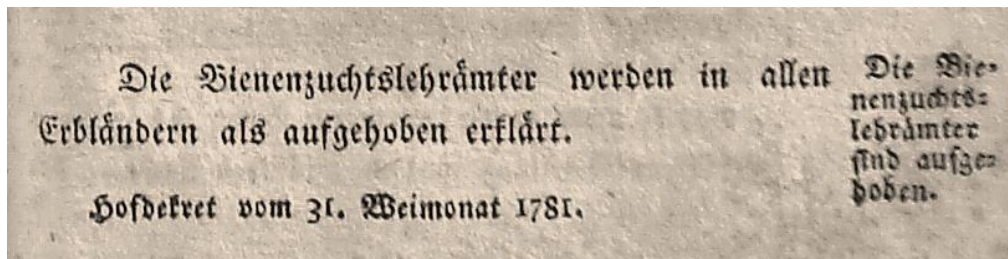 Die Bienenzuchtslehrämter werden in allen
Erbländern als aufgehoben erklärt.
Hofdekret vom 31. Weimonat 1781.
Die Bie-
nenzuchts-
lehrämter
sind aufge-
hoben.